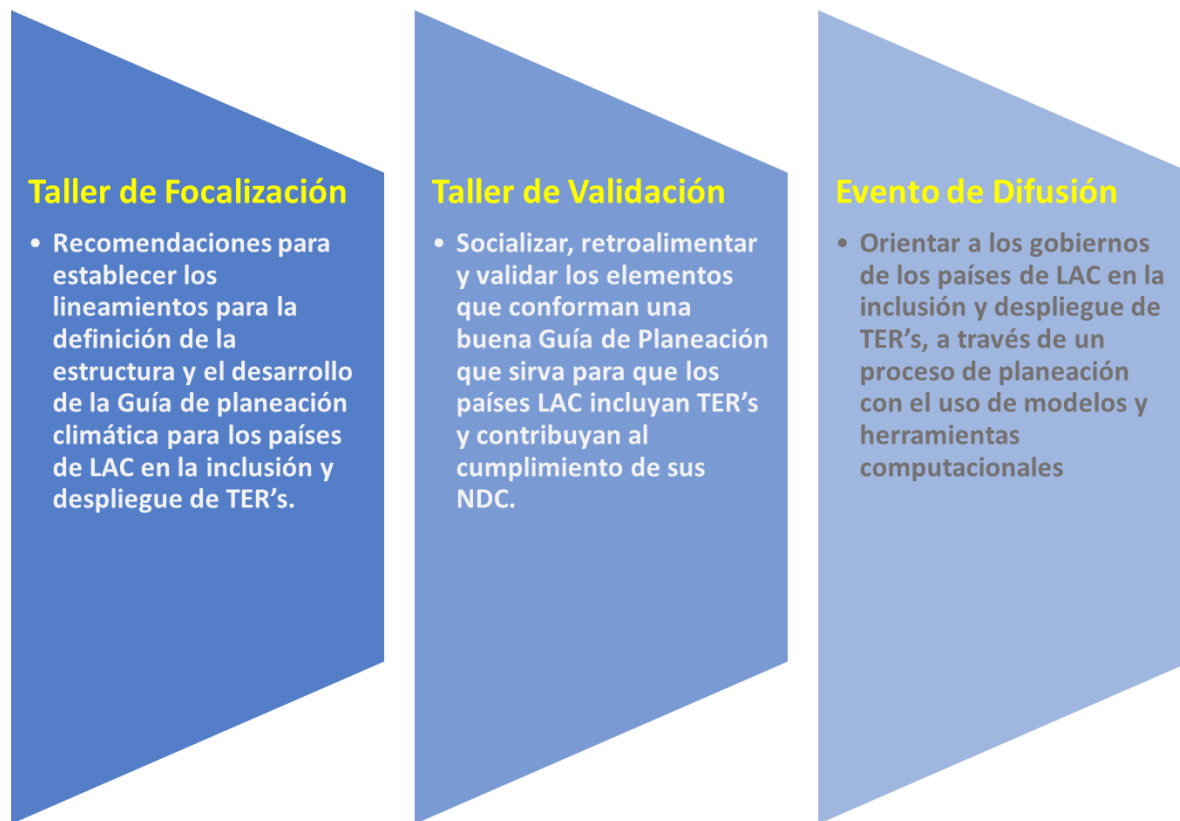 Taller de Focalización
• Recomendaciones para
establecer los
lineamientos para la
definición de la
estructura y el desarrollo
de la Guía de planeación
climática para los países
de LAC en la inclusión y
despliegue de TER’s.
Taller de Validación
• Socializar, retroalimentar
y validar los elementos
que conforman una
buena Guía de Planeación
que sirva para que los
países LAC incluyan TER’s
y contribuyan al
cumplimiento de sus
NDC.
Evento de Difusión
• Orientar a los gobiernos
de los países de LAC en la
inclusión y despliegue de
TER’s, a través de un
proceso de planeación
con el uso de modelos y
herramientas
computacionales